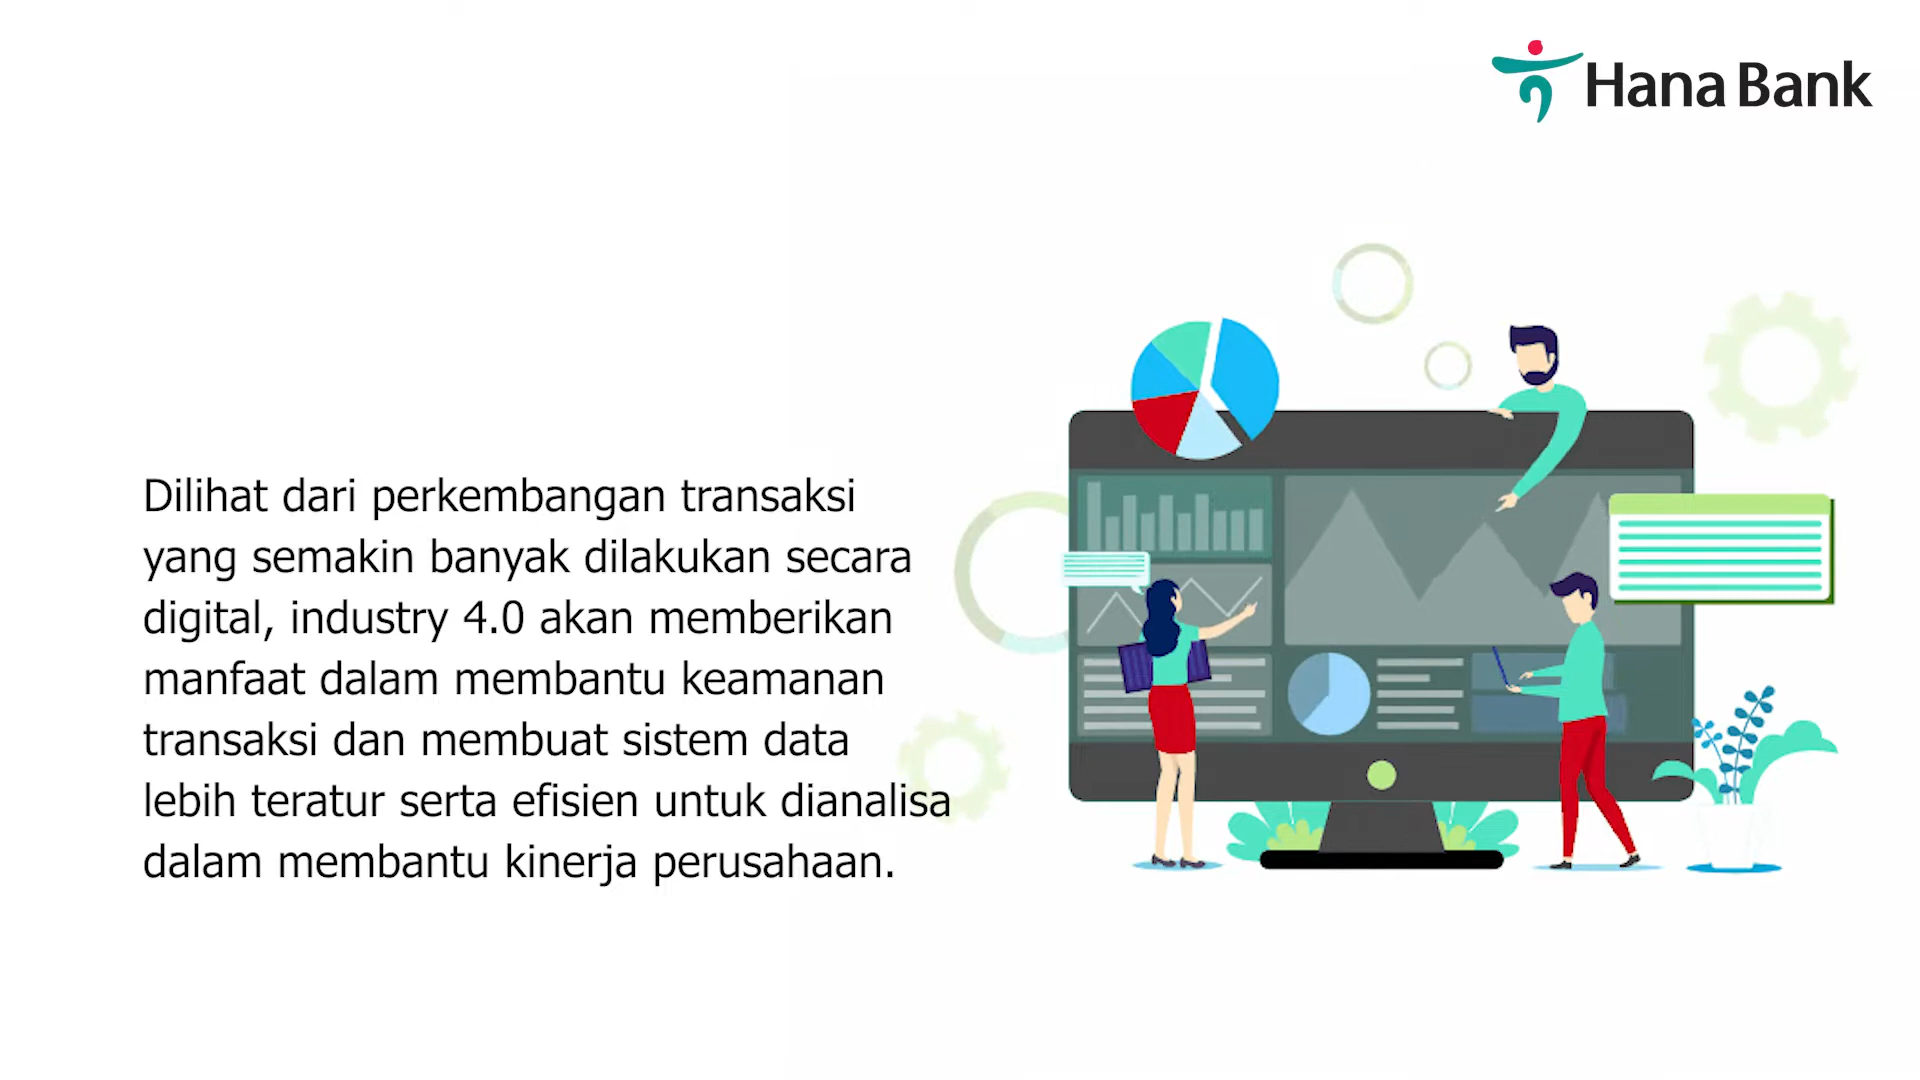 Hana Bank
Dilihat dari perkembangan transaksi
yang semakin banyak dilakukan secara
digital, industry 4.0 akan memberikan
manfaat dalam membantu keamanan
transaksi dan membuat sistem data
lebih teratur serta efisien untuk dianalisa
dalam membantu kinerja perusahaan.